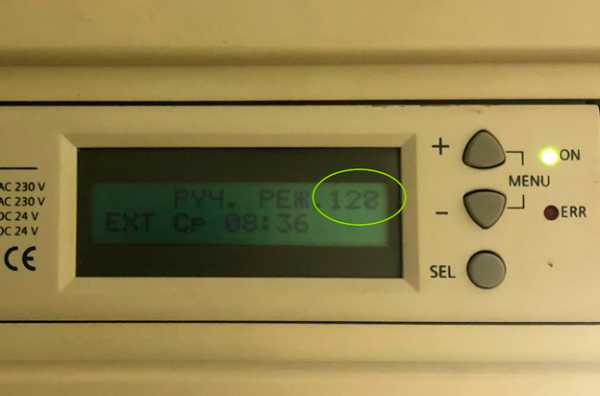 AC 230 V
AC 230 V
DC 24 V
DC 24 V
CE
РУЧ. РЕЖ 128
EXT Ср 08:36
+
-
MENU
SEL
ON
ERR